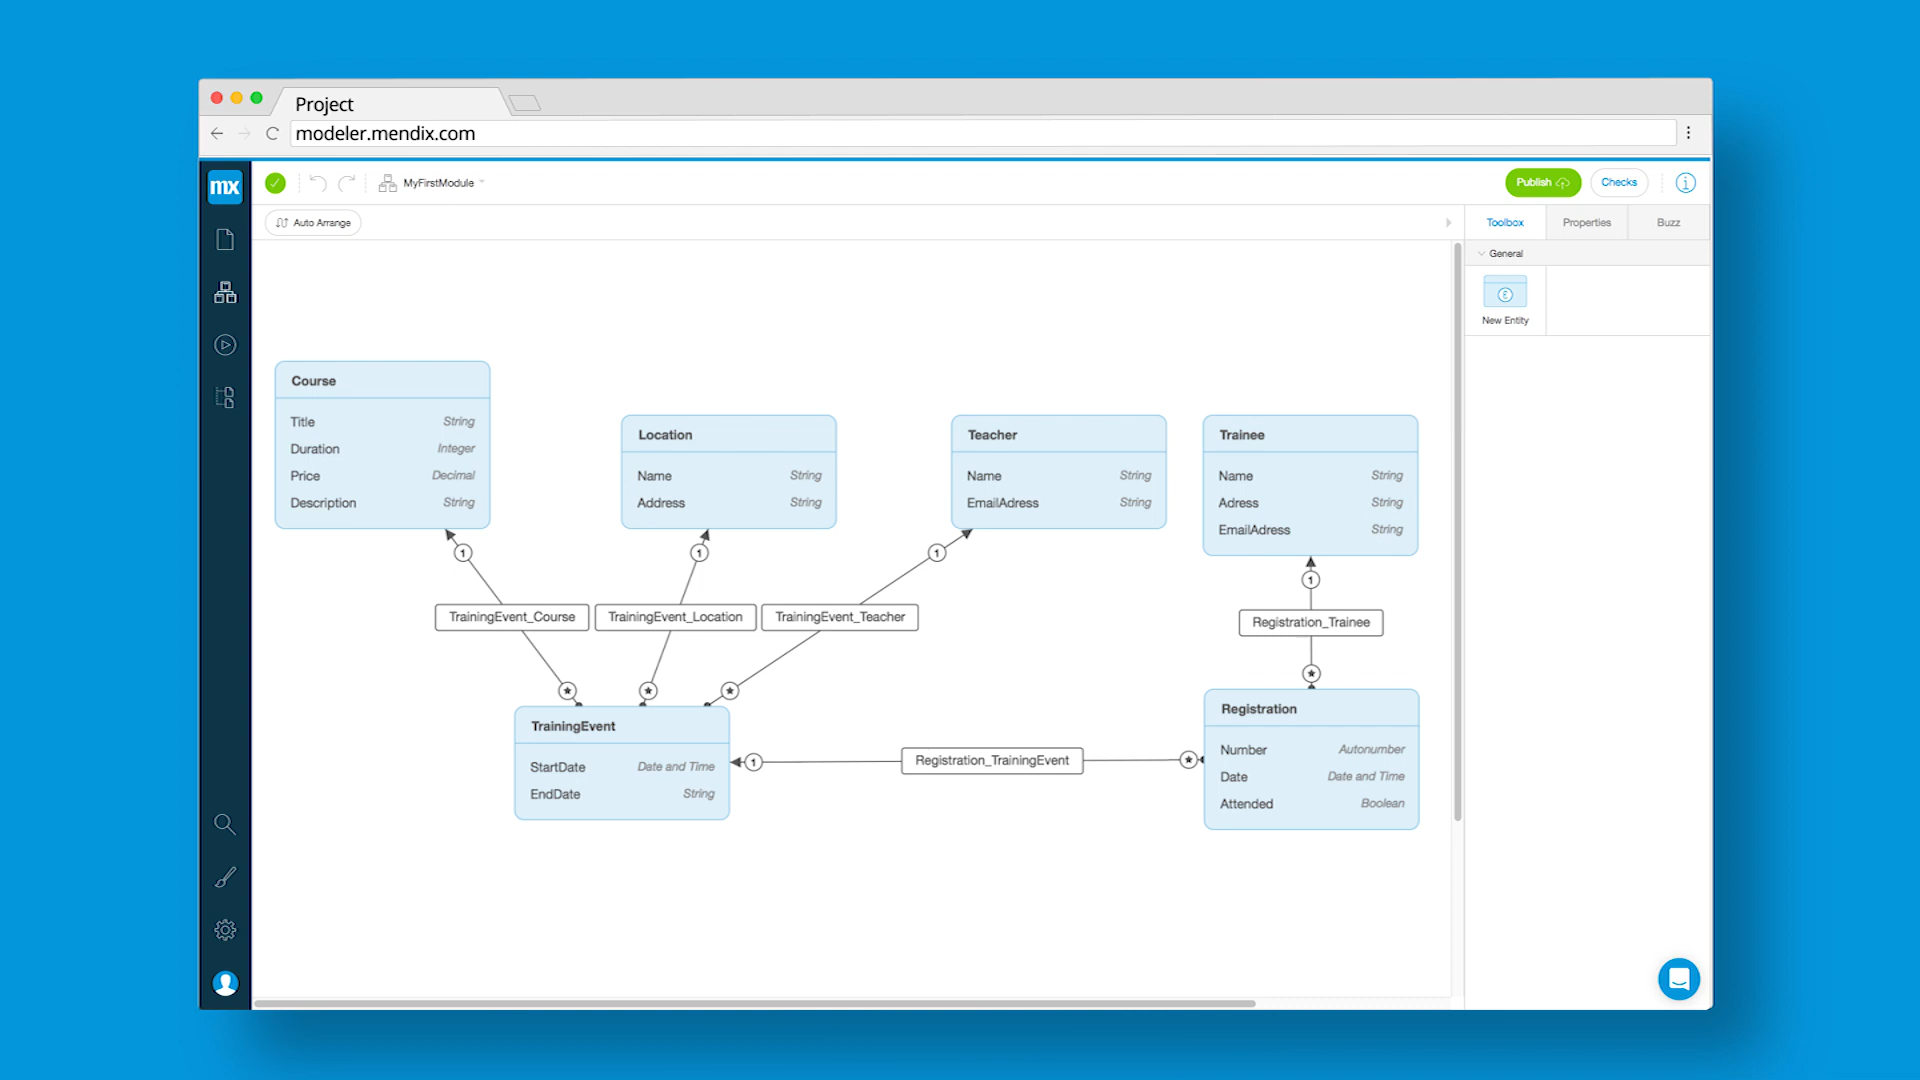 Project
modeler.mendix.com
mx
MyFirstModule
Publish
Checks
Auto Arrange
Toolbox
Properties
Buzz
General
New Entity
Course
Title String
Duration Integer
Price Decimal
Description String
Location
Name String
Address String
Teacher
Name String
EmailAdress String
Trainee
Name String
Adress String
EmailAdress String
1
1
1
1
TrainingEvent_Course
TrainingEvent_Location
TrainingEvent_Teacher
Registration_Trainee
TrainingEvent
StartDate Date and Time
EndDate String
1
Registration_TrainingEvent
Registration
Number Autonumber
Date Date and Time
Attended Boolean